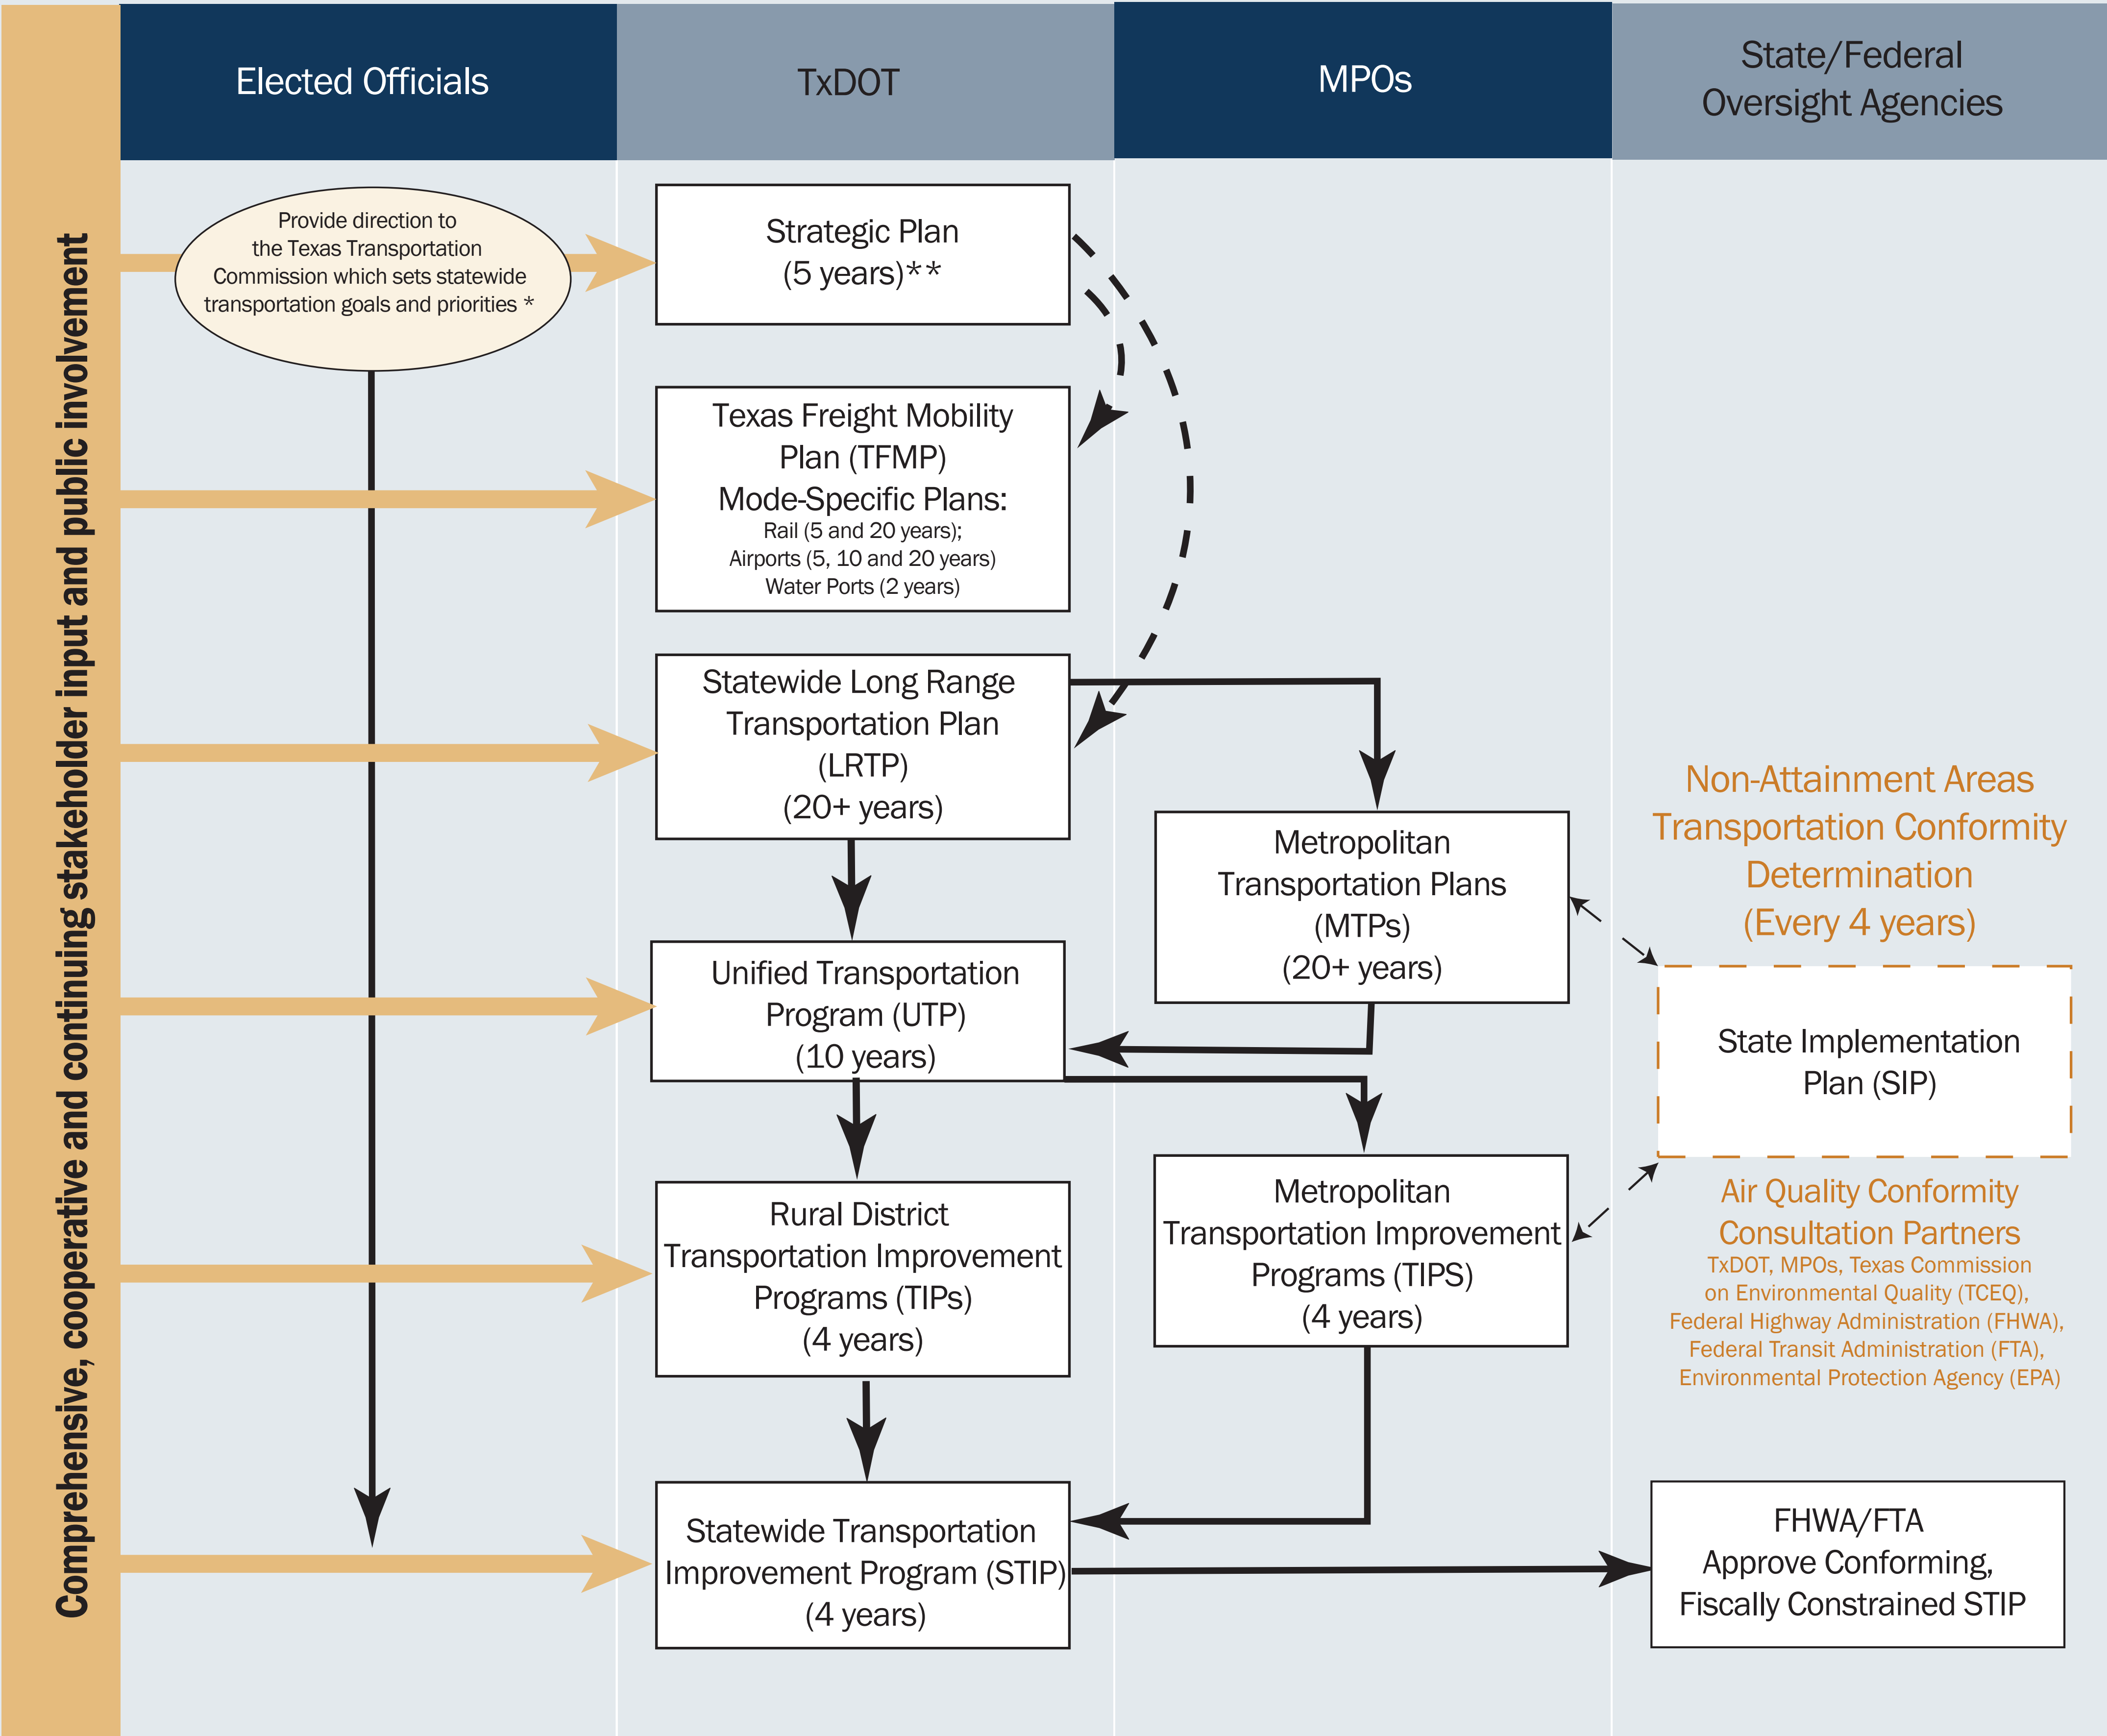 Elected Officials
TxDOT
MPOs
State/Federal
Oversight Agencies
Comprehensive, cooperative and continuing stakeholder input and public involvement
Provide direction to
the Texas Transportation
Commission which sets statewide
transportation goals and priorities *
Strategic Plan
(5 years)**
Texas Freight Mobility
Plan (TFMP)
Mode-Specific Plans:
Rail (5 and 20 years);
Airports (5, 10 and 20 years)
Water Ports (2 years)
Statewide Long Range
Transportation Plan
(LRTP)
(20+ years)
Unified Transportation
Program (UTP)
(10 years)
Rural District
Transportation Improvement
Programs (TIPs)
(4 years)
Statewide Transportation
Improvement Program (STIP)
(4 years)
Metropolitan
Transportation Plans
(MTPs)
(20+ years)
Metropolitan
Transportation Improvement
Programs (TIPS)
(4 years)
Non-Attainment Areas
Transportation Conformity
Determination
(Every 4 years)
State Implementation
Plan (SIP)
Air Quality Conformity
Consultation Partners
TxDOT, MPOs, Texas Commission
on Environmental Quality (TCEQ),
Federal Highway Administration (FHWA),
Federal Transit Administration (FTA),
Environmental Protection Agency (EPA)
FHWA/FTA
Approve Conforming,
Fiscally Constrained STIP